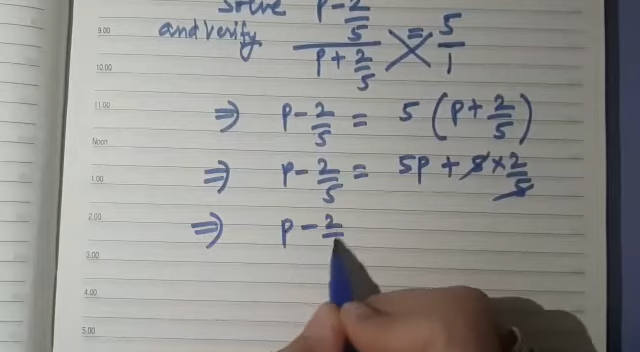 Solve p - 2/5
and verify p + 2/5 = 5/1
9.00
10.00
11.00 ⇒ p - 2/5 = 5 (p + 2/5)
Noon
1.00 ⇒ p - 2/5 = 5p + 5 × 2/5
2.00 ⇒ p - 2
3.00
4.00
5.00